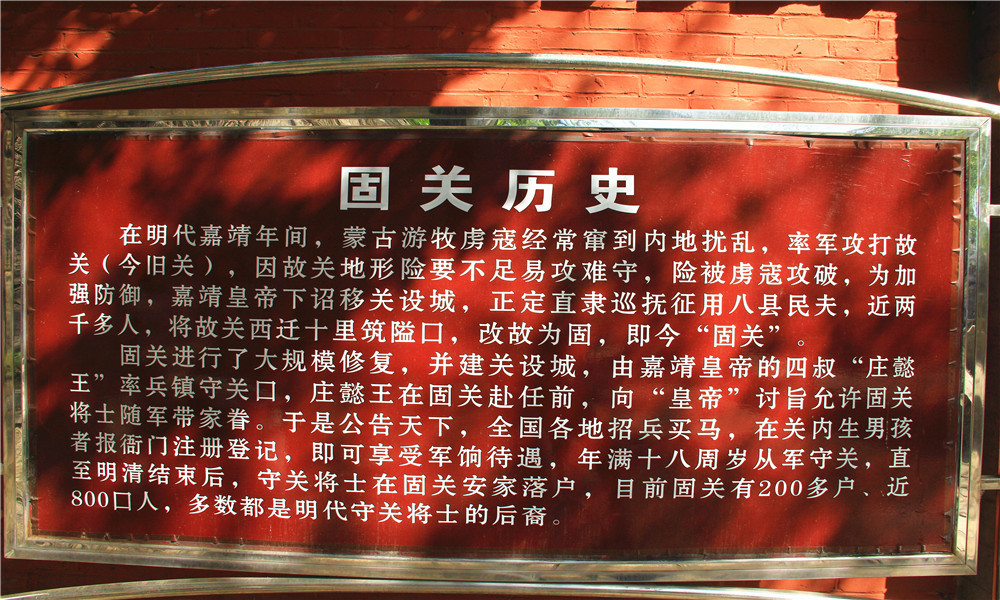 固关历史
在明代嘉靖年间，蒙古游牧虏寇经常窜到内地扰乱，率军攻打故
关（今旧关），因故关地形险要不足易攻难守，险被虏寇攻破，为加
强防御，嘉靖皇帝下诏移关设城，正定直隶巡抚征用八县民夫，近两
千多人，将故关西迁十里筑隘口，改故为固，即今“固关”。
固关进行了大规模修复，并建关设城，由嘉靖皇帝的四叔“庄懿
王”率兵镇守关口，庄懿王在固关赴任前，向“皇帝”讨旨允许固关
将士随军带家眷。于是公告天下，全国各地招兵买马，在关内生男孩
者报衙门注册登记，即可享受军饷待遇，年满十八周岁从军守关，直
至明清结束后，守关将士在固关安家落户，目前固关有200多户、近
800口人，多数都是明代守关将士的后裔。